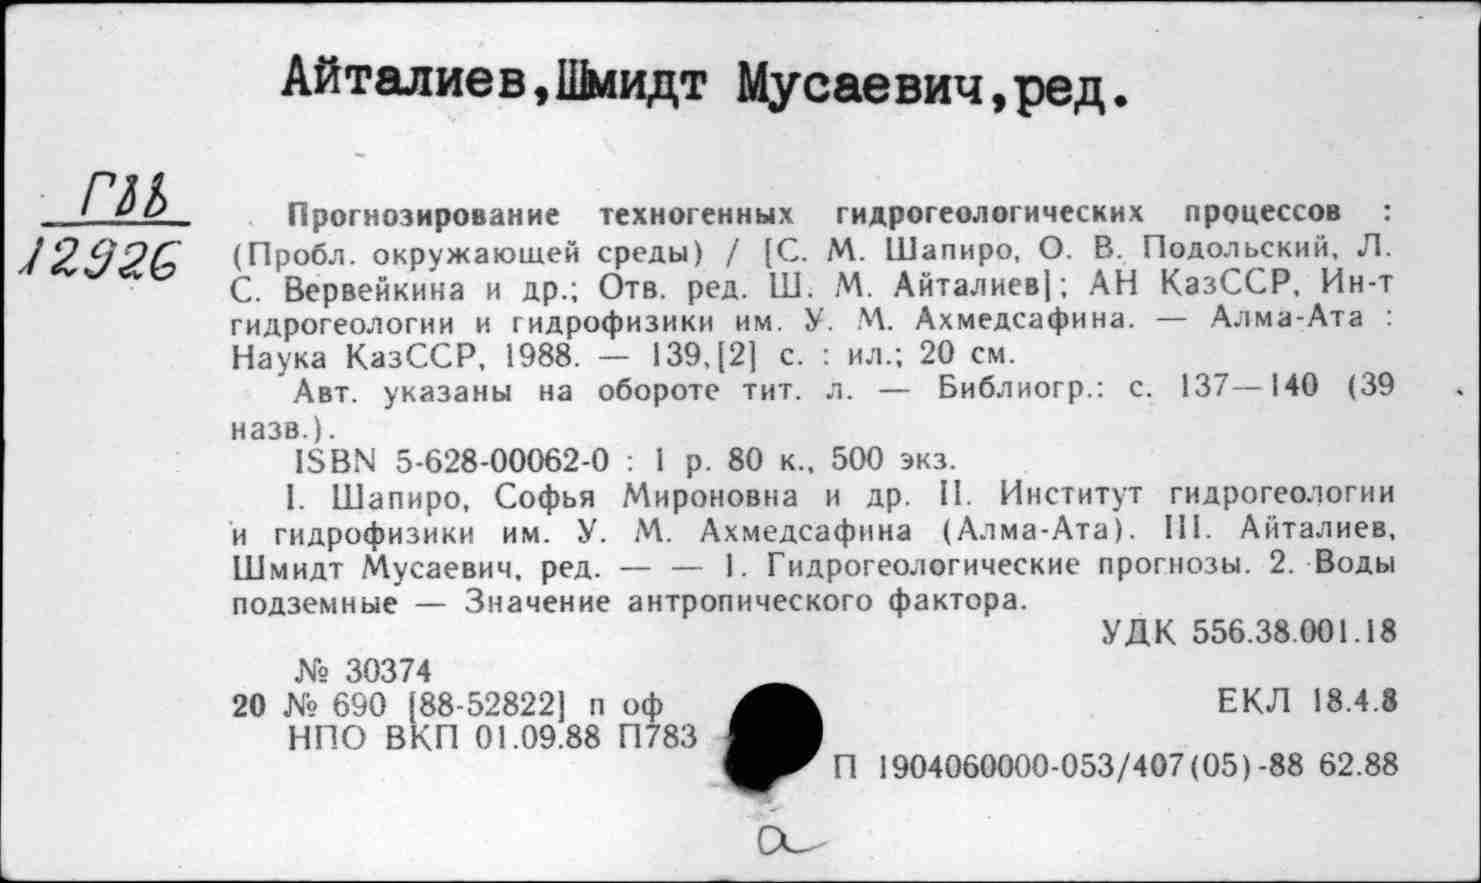 Айталиев,Шмидт Мусаевич,ред.
12926
Прогнозирование техногенных гидрогеологических процессов :
(Пробл. окружающей среды) / [С. М. Шапиро, О. В. Подольский, Л.
С. Вервейкина и др.; Отв. ред. Ш. М. Айталиев]; АН КазССР, Ин-т
гидрогеологии и гидрофизики им. У. М. Ахмедсафина. — Алма-Ата :
Наука КазССР, 1988. — 139,[2] с. : ил.; 20 см.
Авт. указаны на обороте тит. л. — Библиогр.: с. 137—140 (39
назв.).
ISBN 5-628-00062-0 : 1 р. 80 к., 500 экз.
I. Шапиро, Софья Мироновна и др. II. Институт гидрогеологии
и гидрофизики им. У. М. Ахмедсафина (Алма-Ата). III. Айталиев,
Шмидт Мусаевич, ред. — — 1. Гидрогеологические прогнозы. 2. Воды
подземные — Значение антропического фактора.
УДК 556.38.001.18
№ 30374
20 № 690 [88-52822] п оф
ЕКЛ 18.4.8
НПО ВКП 01.09.88 П783
П 1904060000-053/407(05)-88 62.88